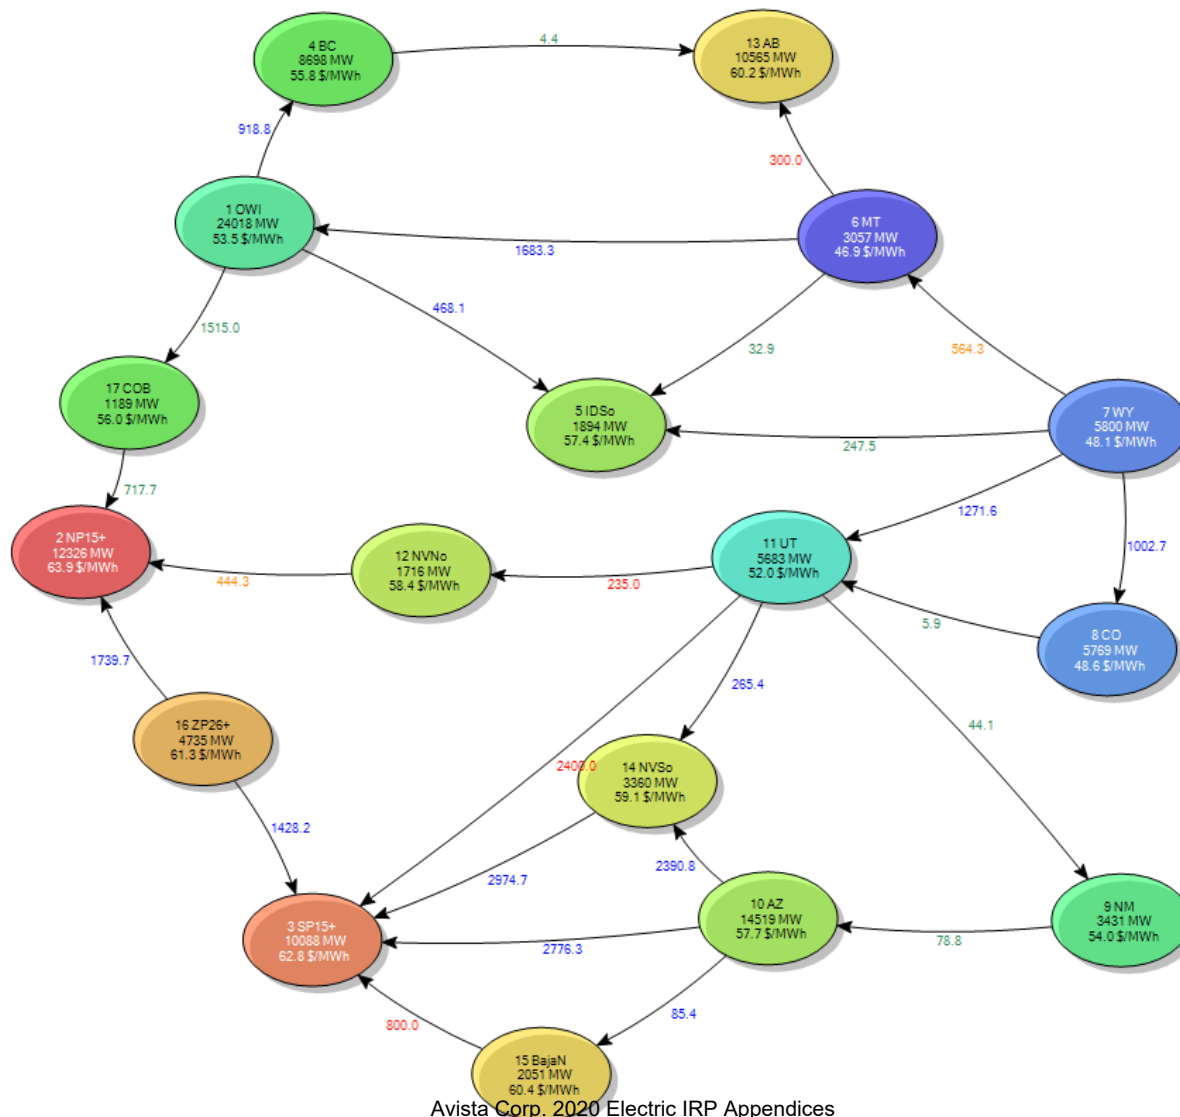 4 BC
8698 MW
55.8 $/MWh
4.4
13 AB
10565 MW
60.2 $/MWh
918.8
300.0
1 OWI
24018 MW
53.5 $/MWh
1683.3
6 MT
3057 MW
46.9 $/MWh
468.1
1515.0
32.9
564.3
17 COB
1189 MW
56.0 $/MWh
5 IDSo
1894 MW
57.4 $/MWh
247.5
7 WY
5800 MW
48.1 $/MWh
717.7
1271.6
1002.7
2 NP15+
12326 MW
63.9 $/MWh
444.3
12 NVNo
1716 MW
58.4 $/MWh
235.0
11 UT
5683 MW
52.0 $/MWh
5.9
8 CO
5769 MW
48.6 $/MWh
1739.7
265.4
44.1
16 ZP26+
4735 MW
61.3 $/MWh
2400.0
14 NVSo
3360 MW
59.1 $/MWh
1428.2
2974.7
2390.8
3 SP15+
10088 MW
62.8 $/MWh
2776.3
10 AZ
14519 MW
57.7 $/MWh
78.8
9 NM
3431 MW
54.0 $/MWh
800.0
85.4
15 BajaN
2051 MW
60.4 $/MWh
Avista Corp. 2020 Electric IRP Appendices